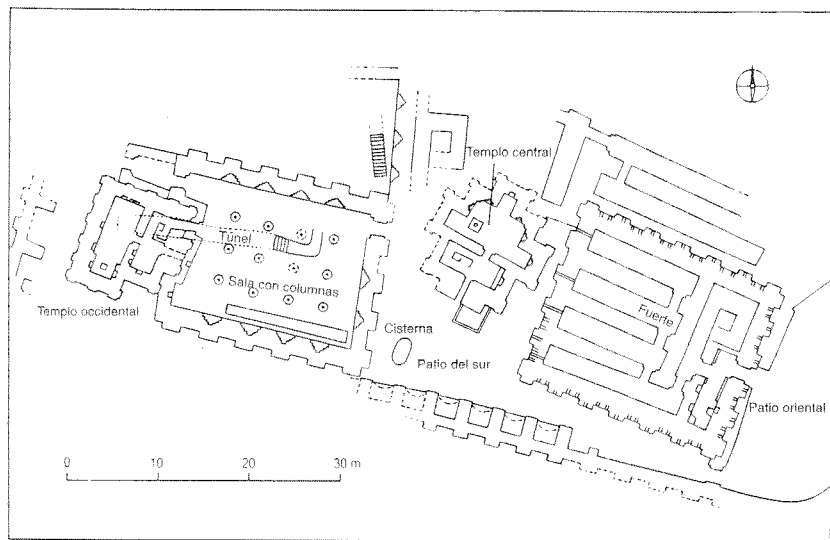 Templo central
Túnel
Sala con columnas
Fuerte
Templo occidental
Cisterna
Patio del sur
Patio oriental
0 10 20 30 m